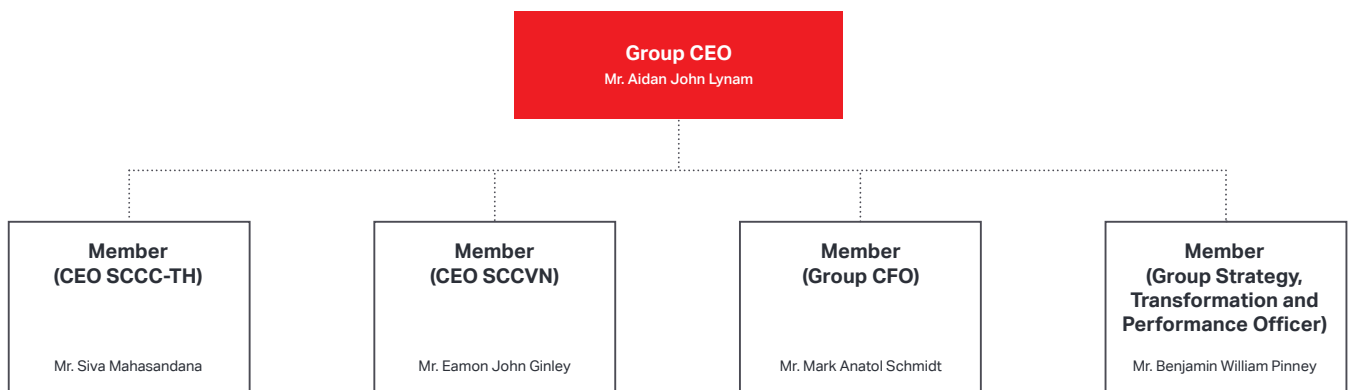 Group CEO
Mr. Aidan John Lynam
Member
(CEO SCCC-TH)
Mr. Siva Mahasandana
Member
(CEO SCCVN)
Mr. Eamon John Ginley
Member
(Group CFO)
Mr. Mark Anatol Schmidt
Member
(Group Strategy,
Transformation and
Performance Officer)
Mr. Benjamin William Pinney